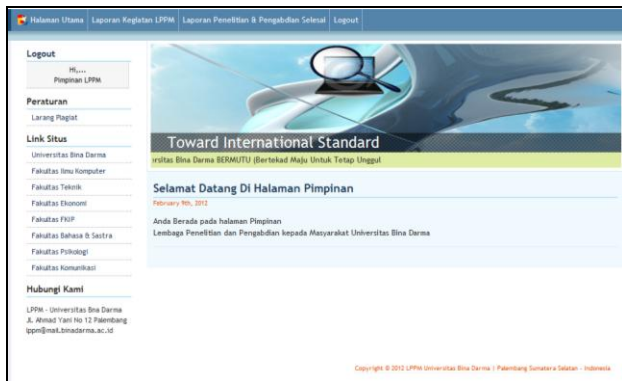 Halaman Utama Laporan Kegiatan LPPM Laporan Penelitian & Pengabdian Selesai Logout
Logout
Hi,...
Pimpinan LPPM
Peraturan
Larang Plagiat
Link Situs
Universitas Bina Darma
Fakultas Ilmu Komputer
Fakultas Teknik
Fakultas Ekonomi
Fakultas FKIP
Fakultas Bahasa & Sastra
Fakultas Psikologi
Fakultas Komunikasi
Hubungi Kami
LPPM - Universitas Bina Darma
JL. Ahmad Yani No 12 Palembang
lppm@mail.binadarma.ac.id
Toward International Standard
ersitas Bina Darma BERMUTU (Bertekad Maju Untuk Tetap Unggul
Selamat Datang Di Halaman Pimpinan
February 9th, 2012
Anda Berada pada halaman Pimpinan
Lembaga Penelitian dan Pengabdian kepada Masyarakat Universitas Bina Darma
Copyright © 2012 LPPM Universitas Bina Darma | Palembang Sumatera Selatan - Indonesia